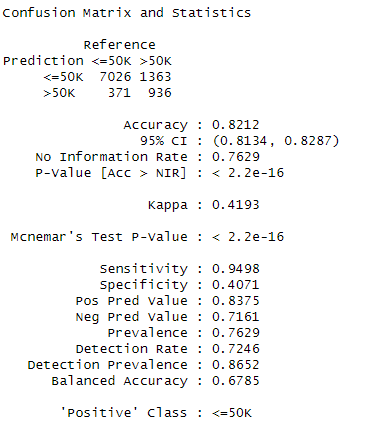 Confusion Matrix and Statistics
Reference
Prediction <=50K >50K
<=50K 7026 1363
>50K 371 936
Accuracy : 0.8212
95% CI : (0.8134, 0.8287)
No Information Rate : 0.7629
P-Value [Acc > NIR] : < 2.2e-16
Kappa : 0.4193
Mcnemar's Test P-Value : < 2.2e-16
Sensitivity : 0.9498
Specificity : 0.4071
Pos Pred Value : 0.8375
Neg Pred Value : 0.7161
Prevalence : 0.7629
Detection Rate : 0.7246
Detection Prevalence : 0.8652
Balanced Accuracy : 0.6785
'Positive' Class : <=50K